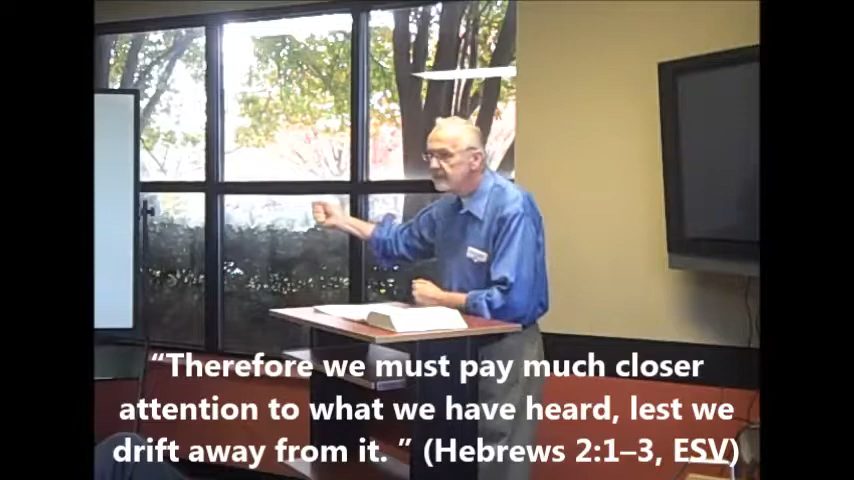 “Therefore we must pay much closer
attention to what we have heard, lest we
drift away from it. ” (Hebrews 2:1–3, ESV)